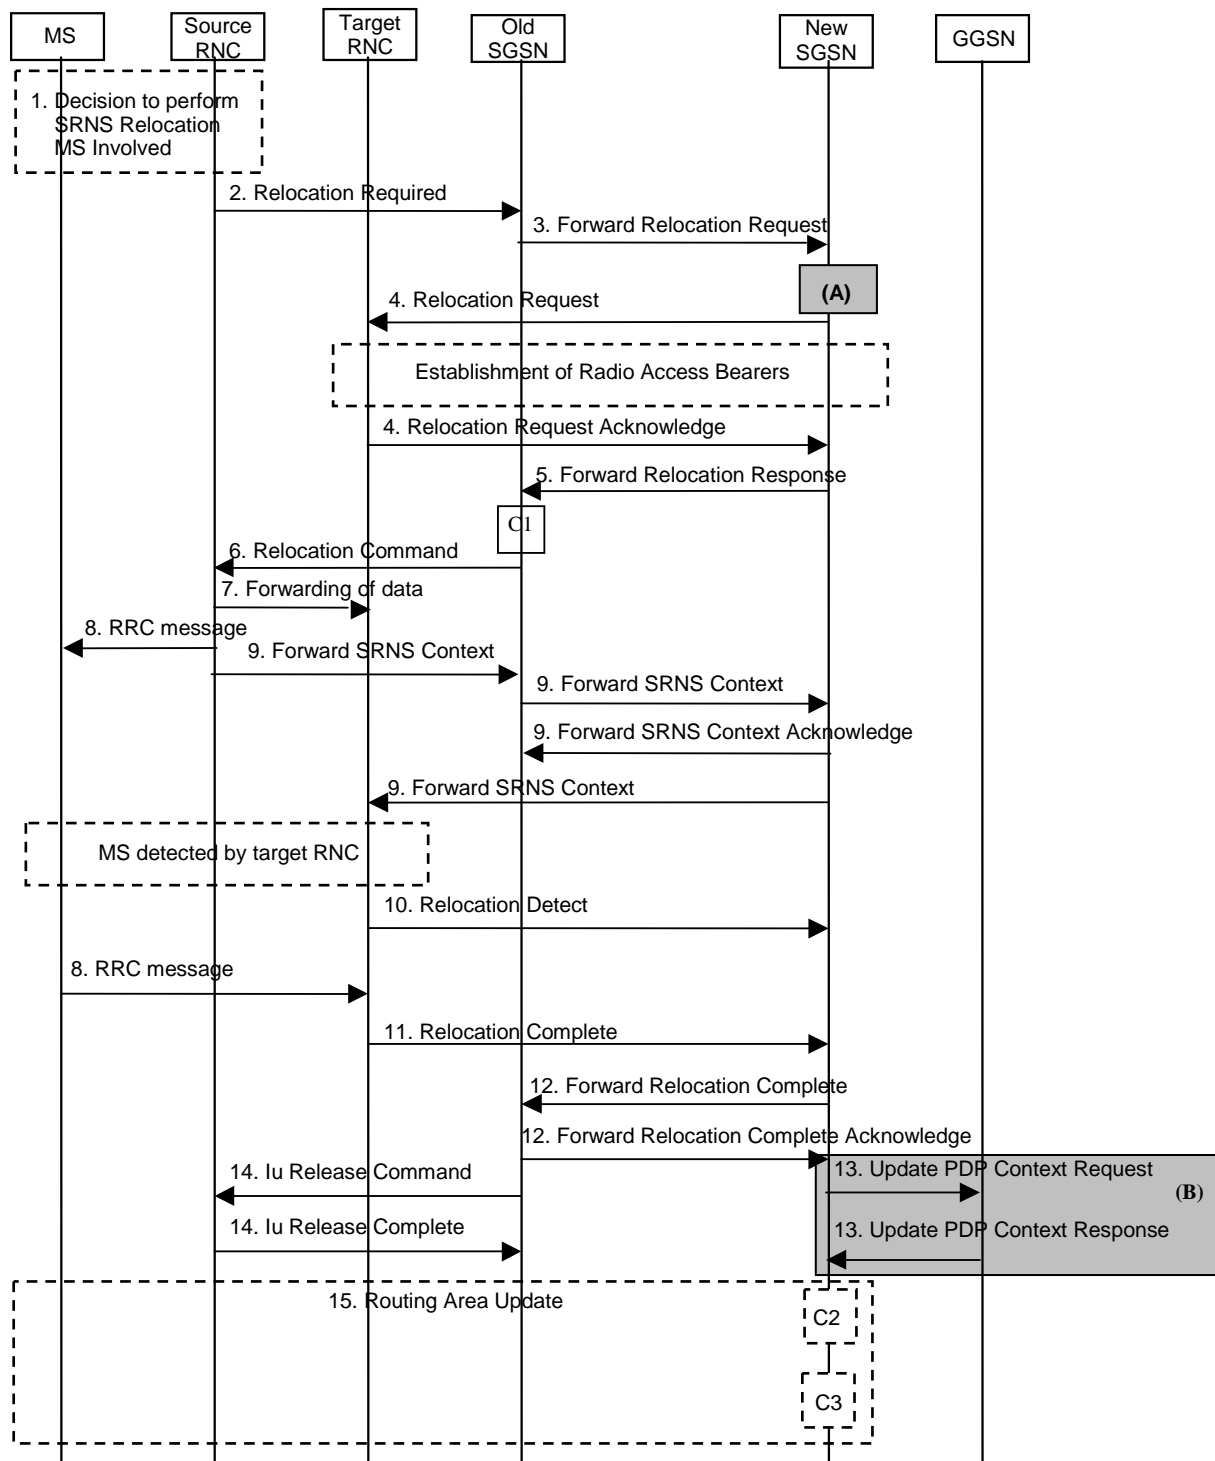 MS
Source
RNC
Target
RNC
Old
SGSN
New
SGSN
GGSN
1. Decision to perform
SRNS Relocation
MS Involved
2. Relocation Required
3. Forward Relocation Request
(A)
4. Relocation Request
Establishment of Radio Access Bearers
4. Relocation Request Acknowledge
5. Forward Relocation Response
C1
6. Relocation Command
7. Forwarding of data
8. RRC message
9. Forward SRNS Context
9. Forward SRNS Context
9. Forward SRNS Context Acknowledge
9. Forward SRNS Context
MS detected by target RNC
10. Relocation Detect
8. RRC message
11. Relocation Complete
12. Forward Relocation Complete
12. Forward Relocation Complete Acknowledge
14. Iu Release Command
13. Update PDP Context Request
(B)
14. Iu Release Complete
13. Update PDP Context Response
15. Routing Area Update
C2
C3